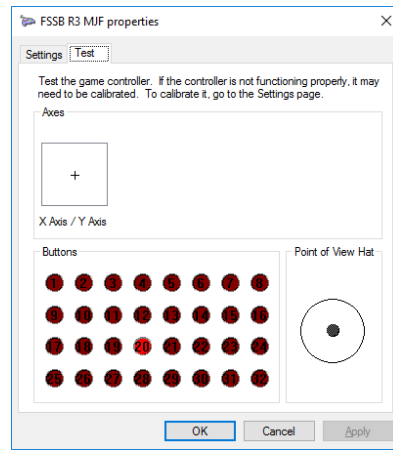 FSSB R3 MJF properties
Settings Test
Test the game controller. If the controller is not functioning properly, it may
need to be calibrated. To calibrate it, go to the Settings page.
Axes
X Axis / Y Axis
Buttons
Point of View Hat
1 2 3 4 5 6 7 8
9 10 11 12 13 14 15 16
17 18 19 20 21 22 23 24
25 26 27 28 29 30 31 32
OK Cancel Apply